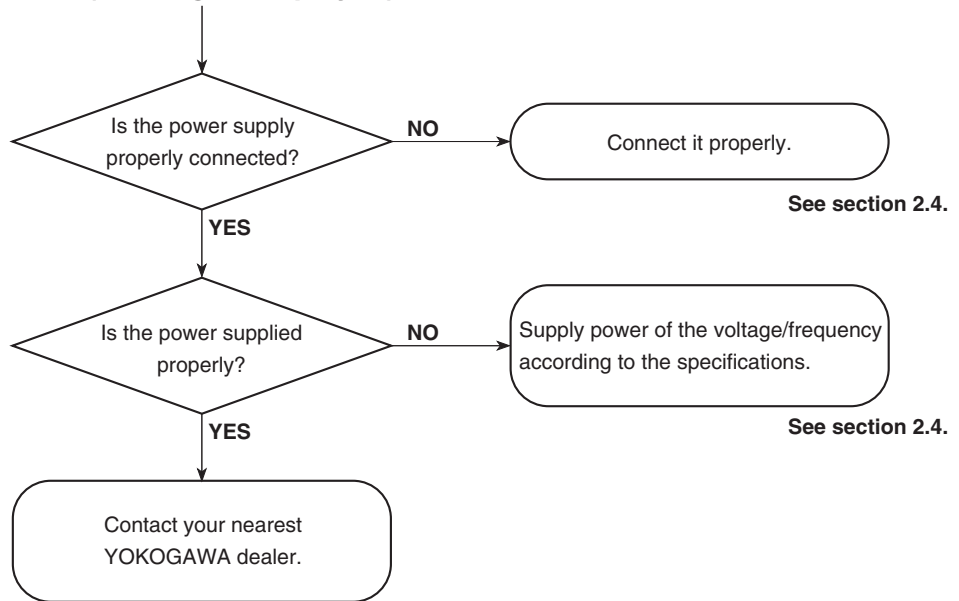 Is the power supply
properly connected?
NO
Connect it properly.
See section 2.4.
YES
Is the power supplied
properly?
NO
Supply power of the voltage/frequency
according to the specifications.
See section 2.4.
YES
Contact your nearest
YOKOGAWA dealer.